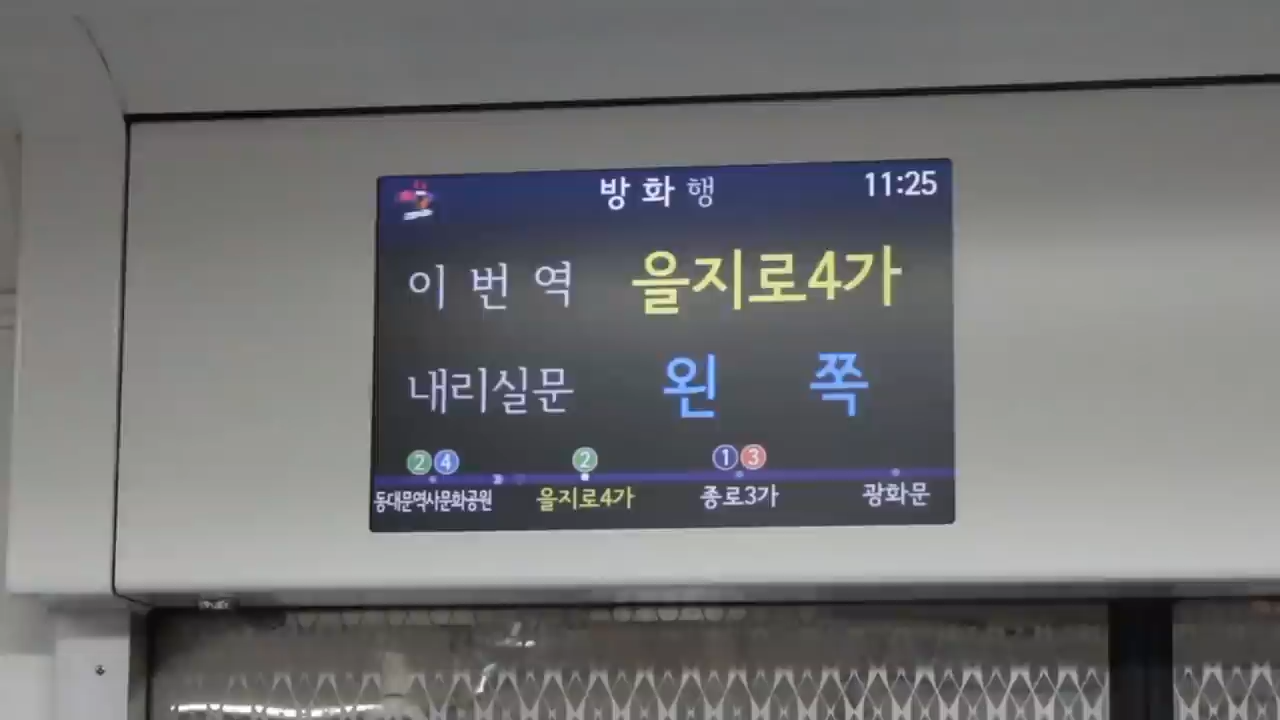 방화행 11:25
이번역 을지로4가
내리실문 왼쪽
2 4 2 1 3
동대문역사문화공원 을지로4가 종로3가 광화문